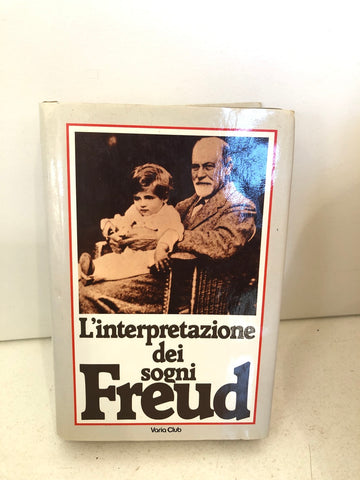 L'interpretazione
dei
sogni
Freud
Varia Club